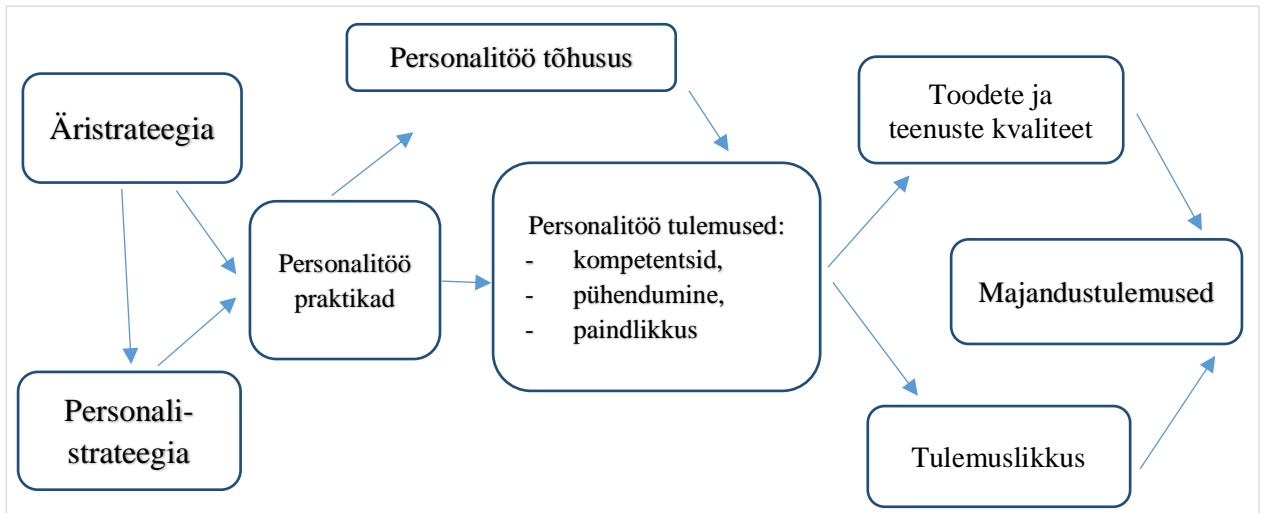 Äristrateegia
Personali-
strateegia
Personalitöö
praktikad
Personalitöö tõhusus
Personalitöö tulemused:
- kompetentsid,
- pühendumine,
- paindlikkus
Toodete ja
teenuste kvaliteet
Tulemuslikkus
Majandustulemused